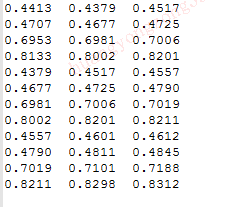 0.4413 0.4379 0.4517
0.4707 0.4677 0.4725
0.6953 0.6981 0.7006
0.8133 0.8002 0.8201
0.4379 0.4517 0.4557
0.4677 0.4725 0.4790
0.6981 0.7006 0.7019
0.8002 0.8201 0.8211
0.4557 0.4601 0.4612
0.4790 0.4811 0.4845
0.7019 0.7101 0.7188
0.8211 0.8298 0.8312